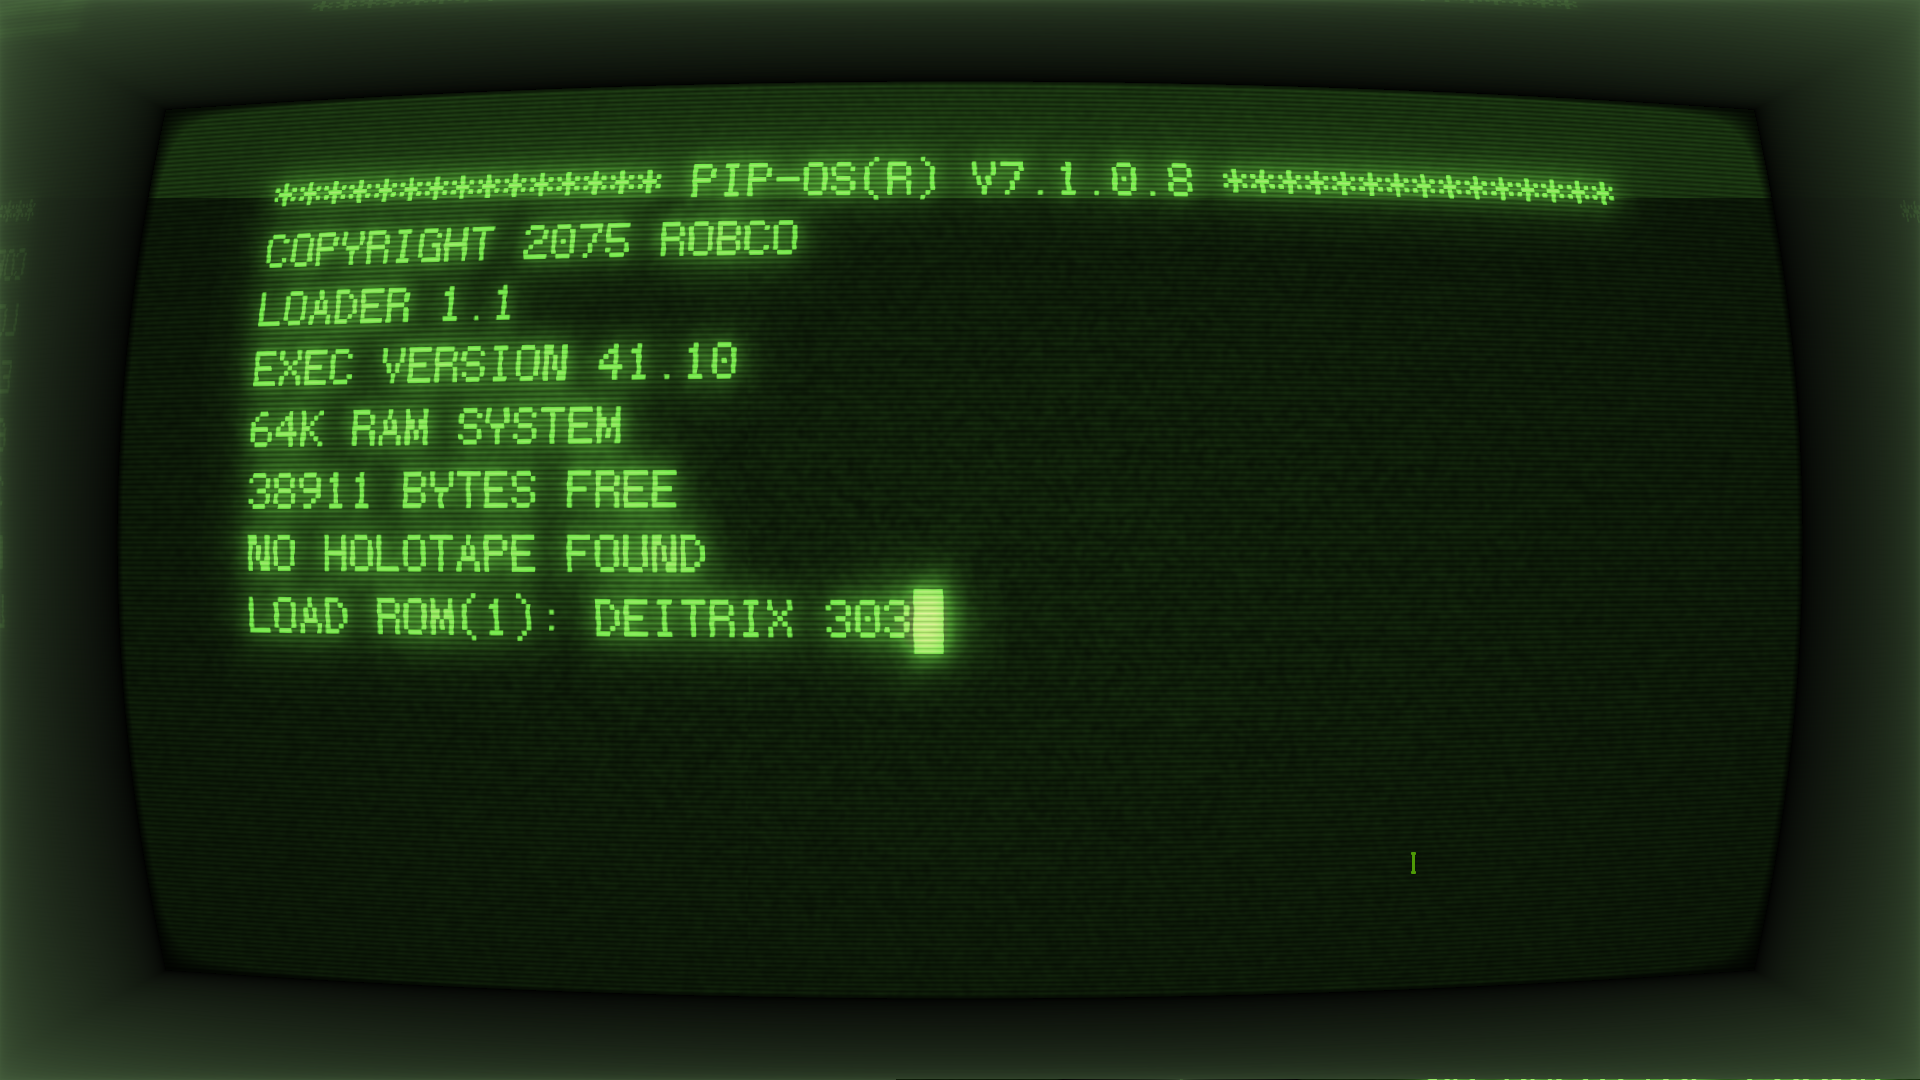 *************** PIP-OS(R) V7.1.0.8 ***************
COPYRIGHT 2075 ROBCO
LOADER 1.1
EXEC VERSION 41.10
64K RAM SYSTEM
38911 BYTES FREE
NO HOLOTAPE FOUND
LOAD ROM(1): DEITRIX 303